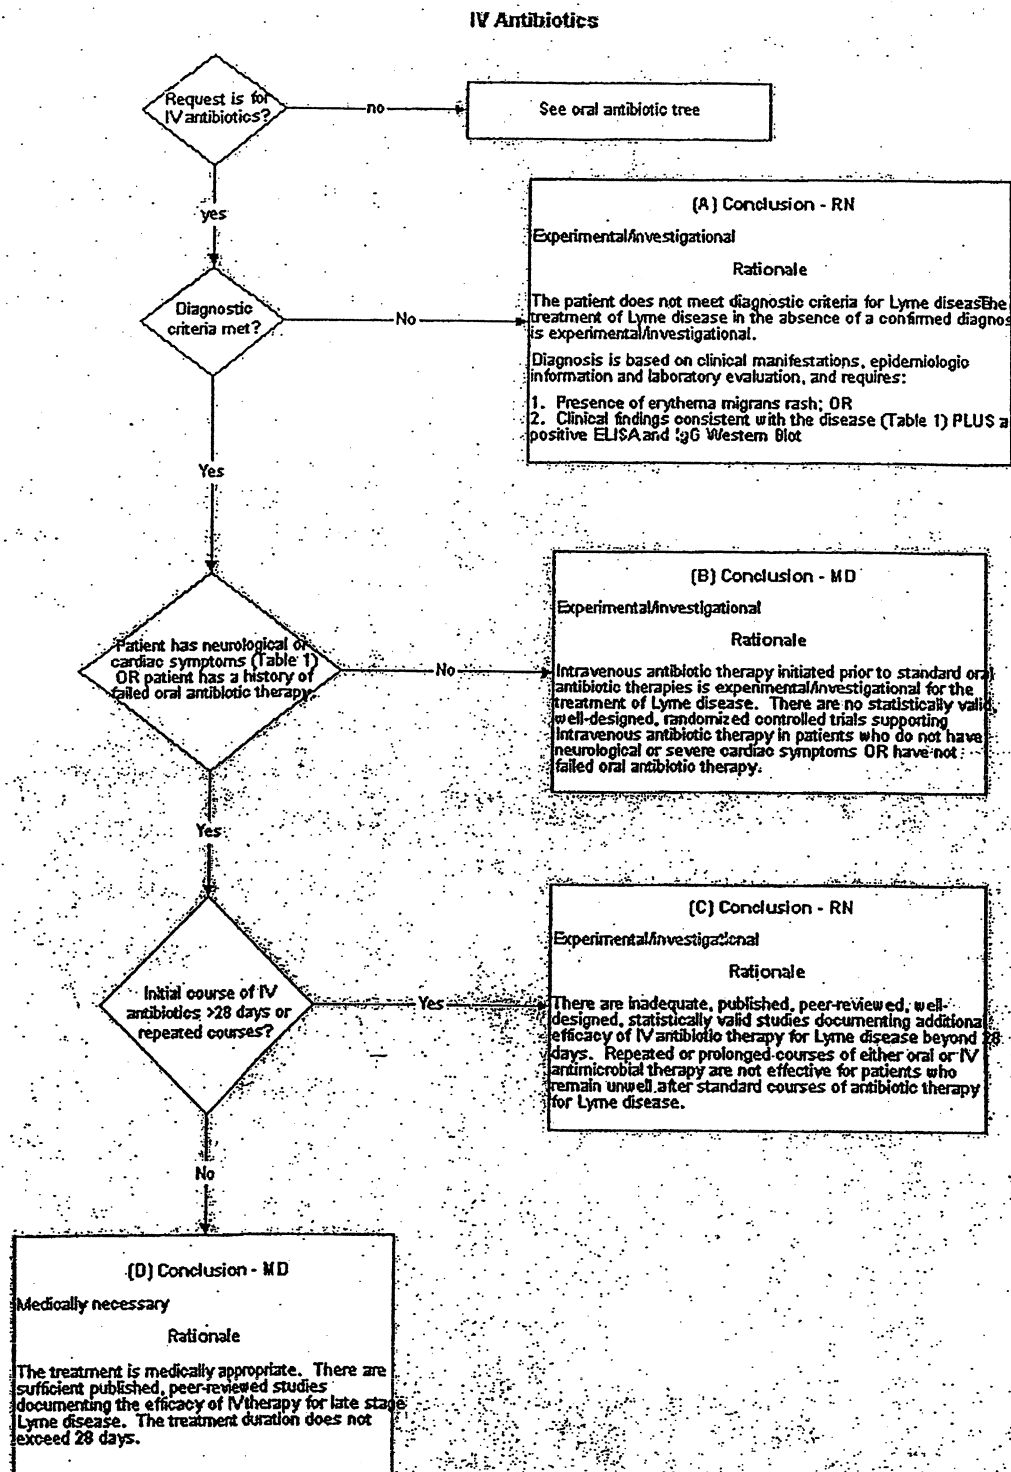 IV Antibiotics
Request is for
IV antibiotics?
no
See oral antibiotic tree
yes
(A) Conclusion - RN
Experimental/investigational
Rationale
The patient does not meet diagnostic criteria for Lyme disease The
treatment of Lyme disease in the absence of a confirmed diagnos
is experimental/investigational.
Diagnosis is based on clinical manifestations, epidemiologic
information and laboratory evaluation, and requires:
1. Presence of erythema migrans rash; OR
2. Clinical findings consistent with the disease (Table 1) PLUS a
positive ELISA and IgG Western Blot
Diagnostic
criteria met?
No
Yes
Patient has neurological or
cardiac symptoms (Table 1)
OR patient has a history of
failed oral antibiotic therapy.
No
(B) Conclusion - MD
Experimental/investigational
Rationale
Intravenous antibiotic therapy initiated prior to standard oral
antibiotic therapies is experimental/investigational for the
treatment of Lyme disease. There are no statistically valid,
well-designed, randomized controlled trials supporting
intravenous antibiotic therapy in patients who do not have
neurological or severe cardiac symptoms OR have not
failed oral antibiotic therapy.
Yes
Initial course of IV
antibiotics >28 days or
repeated courses?
Yes
(C) Conclusion - RN
Experimental/investigational
Rationale
There are inadequate, published, peer-reviewed, well-
designed, statistically valid studies documenting additional
efficacy of IV antibiotic therapy for Lyme disease beyond 28
days. Repeated or prolonged courses of either oral or IV
antimicrobial therapy are not effective for patients who
remain unwell after standard courses of antibiotic therapy
for Lyme disease.
No
(D) Conclusion - MD
Medically necessary
Rationale
The treatment is medically appropriate. There are
sufficient published, peer-reviewed studies
documenting the efficacy of IV therapy for late stage
Lyme disease. The treatment duration does not
exceed 28 days.